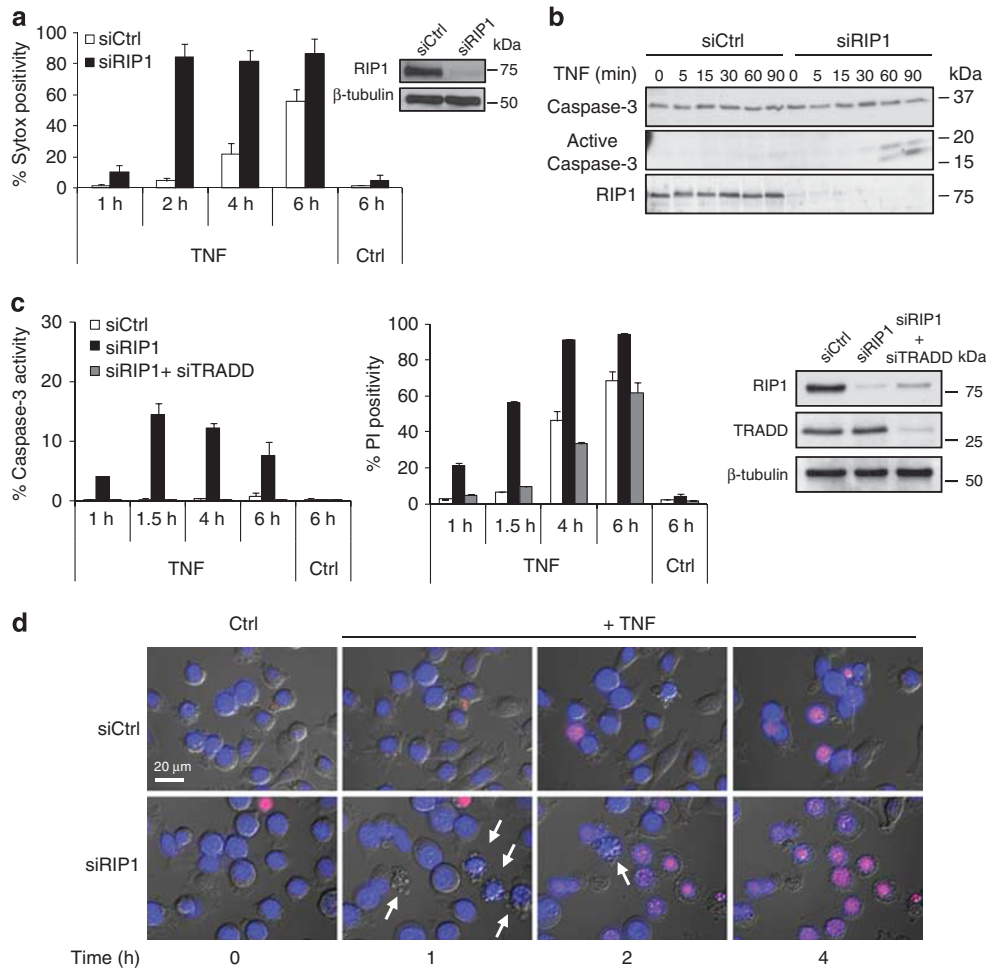 a
% Sytox positivity
100
80
60
40
20
0
siCtrl
siRIP1
1 h 2 h 4 h 6 h 6 h
TNF Ctrl
siCtrl siRIP1 kDa
RIP1 75
β-tubulin 50
b
siCtrl siRIP1
TNF (min) 0 5 15 30 60 90 0 5 15 30 60 90 kDa
Caspase-3 37
Active Caspase-3 20
15
RIP1 75
c
% Caspase-3 activity
30
20
10
0
siCtrl
siRIP1
siRIP1+ siTRADD
1 h 1.5 h 4 h 6 h 6 h
TNF Ctrl
% PI positivity
100
80
60
40
20
0
1 h 1.5 h 4 h 6 h 6 h
TNF Ctrl
siCtrl siRIP1 siRIP1 + siTRADD kDa
RIP1 75
TRADD 25
β-tubulin 50
d
Ctrl + TNF
siCtrl
20 μm
siRIP1
Time (h) 0 1 2 4